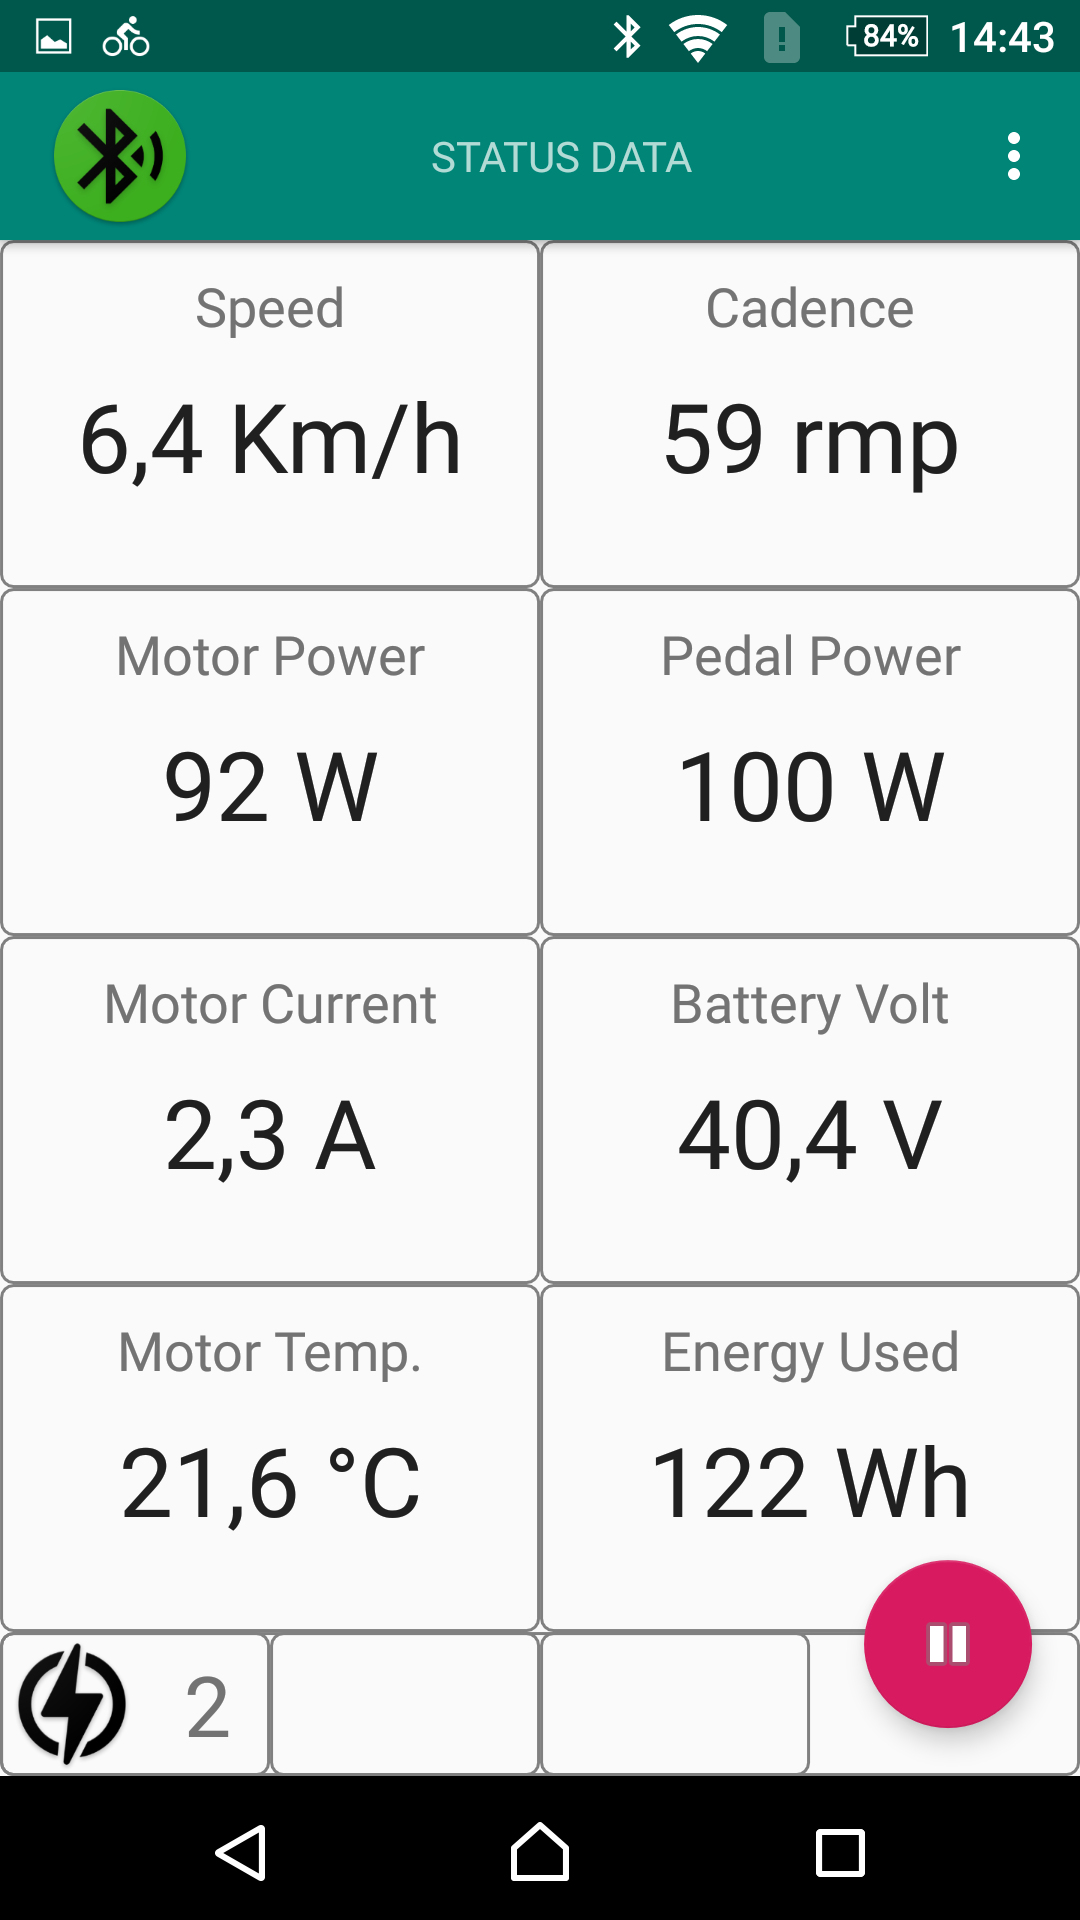 84% 14:43
STATUS DATA
Speed
6,4 Km/h
Cadence
59 rmp
Motor Power
92 W
Pedal Power
100 W
Motor Current
2,3 A
Battery Volt
40,4 V
Motor Temp.
21,6 °C
Energy Used
122 Wh
2